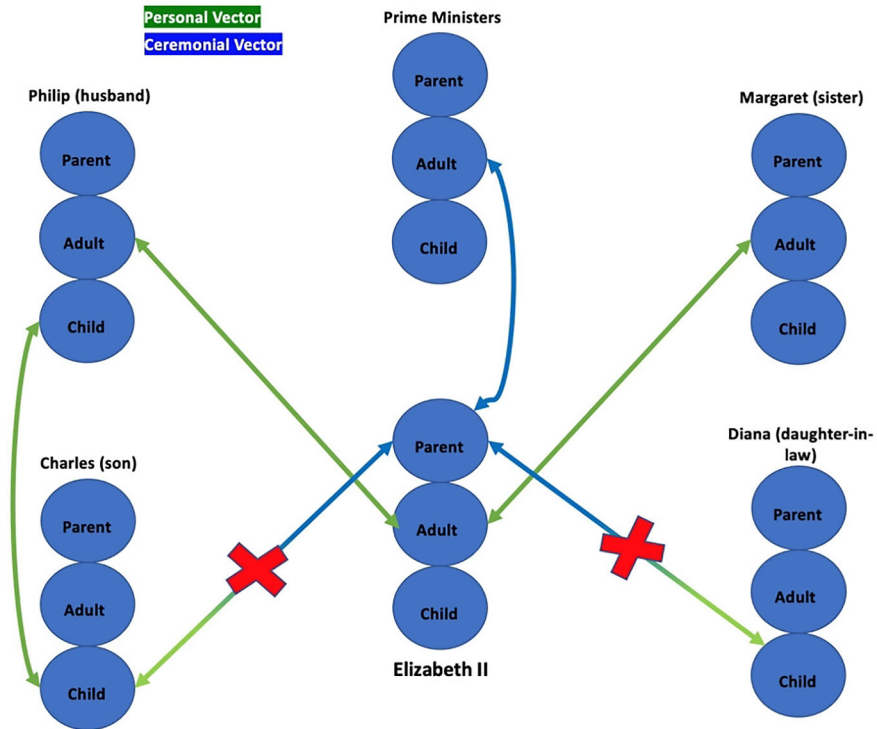 Personal Vector
Ceremonial Vector
Prime Ministers
Parent
Adult
Child
Philip (husband)
Parent
Adult
Child
Margaret (sister)
Parent
Adult
Child
Charles (son)
Parent
Adult
Child
Parent
Adult
Child
Elizabeth II
Diana (daughter-in-
law)
Parent
Adult
Child